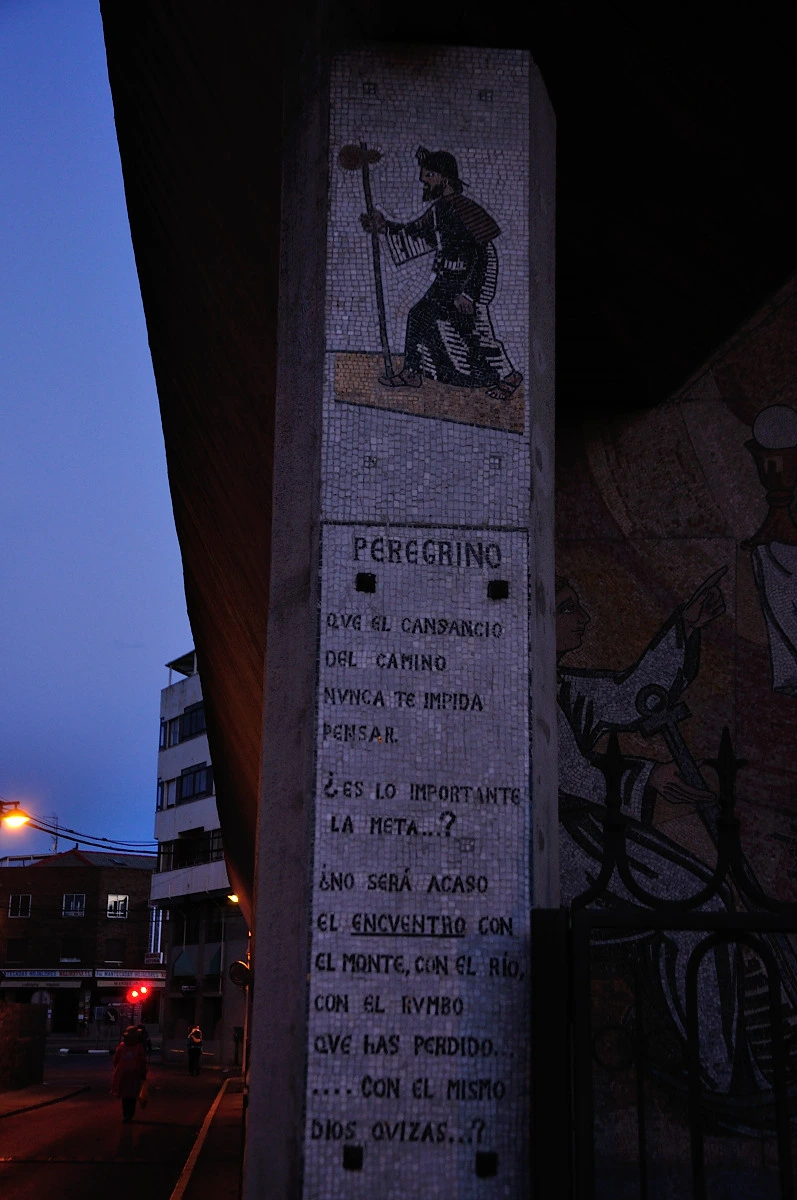 PEREGRINO
QVE EL CANSANCIO
DEL CAMINO
NVNCA TE IMPIDA
PENSAR.
¿ES LO IMPORTANTE
LA META...?
¿NO SERÁ ACASO
EL ENCVENTRO CON
EL MONTE, CON EL RÍO,
CON EL RVMBO
QVE HAS PERDIDO...
.... CON EL MISMO
DIOS QVIZAS...?